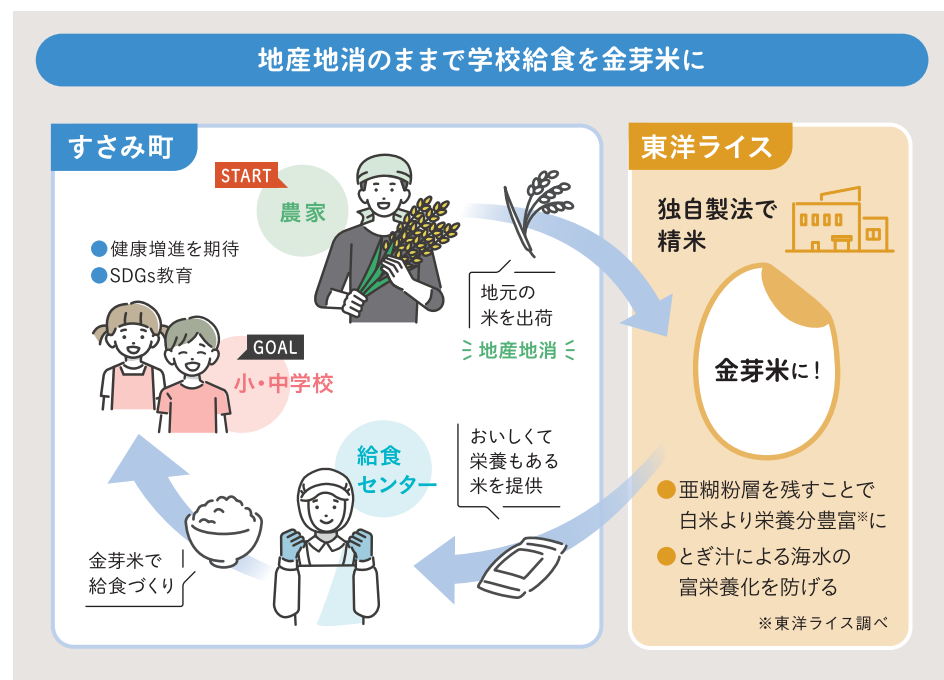 地産地消のままで学校給食を金芽米に
すさみ町
START
農家
地元の
米を出荷
地産地消
東洋ライス
独自製法で
精米
金芽米に!
●亜糊粉層を残すことで
白米より栄養分豊富※に
●とぎ汁による海水の
富栄養化を防げる
※東洋ライス調べ
おいしくて
栄養もある
米を提供
給食
センター
金芽米で
給食づくり
GOAL
小・中学校
●健康増進を期待
●SDGs教育